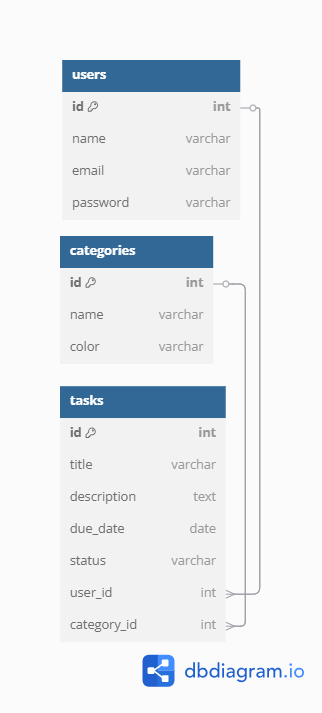 users
id int
name varchar
email varchar
password varchar
categories
id int
name varchar
color varchar
tasks
id int
title varchar
description text
due_date date
status varchar
user_id int
category_id int
dbdiagram.io